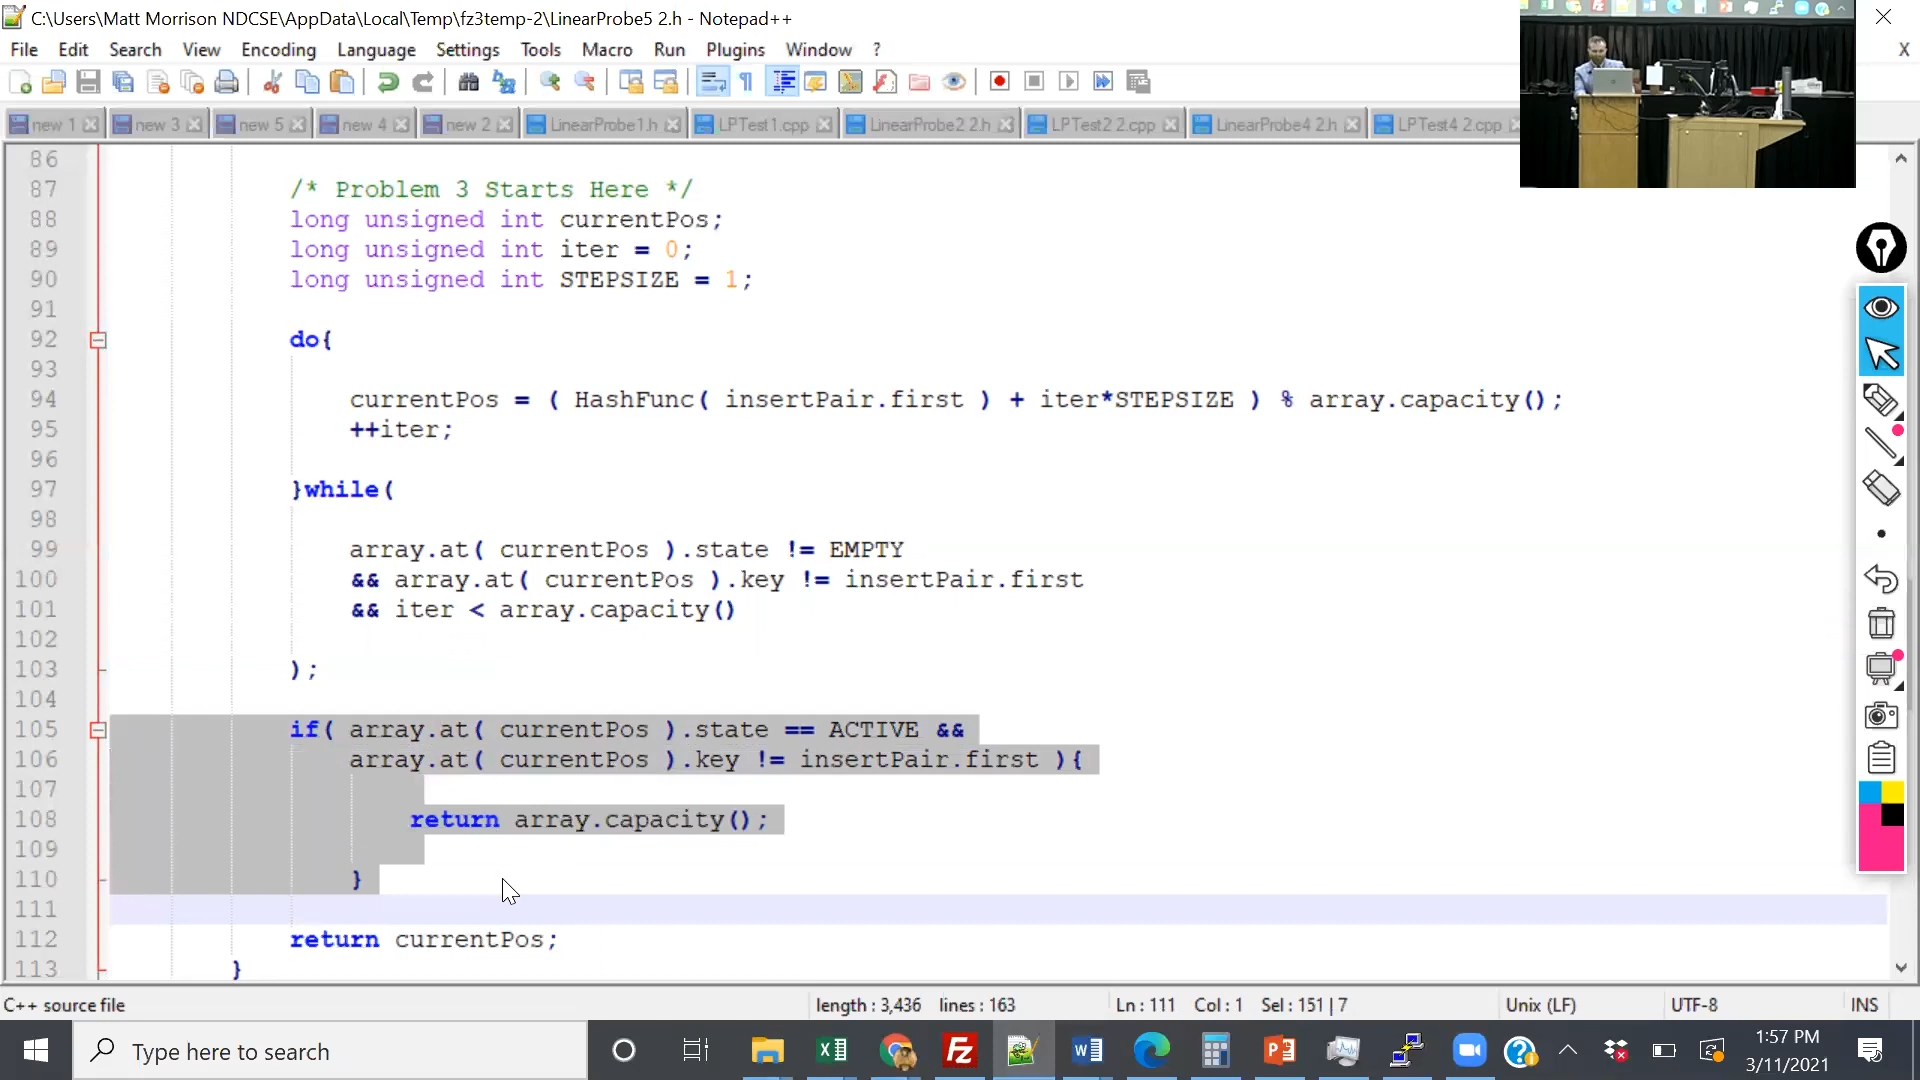 C:\Users\Matt Morrison NDCSE\AppData\Local\Temp\fz3temp-2\LinearProbe5 2.h - Notepad++
File Edit Search View Encoding Language Settings Tools Macro Run Plugins Window ?
X
new 1 new 3 new 5 new 4 new 2 LinearProbe1.h LPTest1.cpp LinearProbe2 2.h LPTest2 2.cpp LinearProbe4 2.h LPTest4 2.cpp
86
87 /* Problem 3 Starts Here */
88 long unsigned int currentPos;
89 long unsigned int iter = 0;
90 long unsigned int STEPSIZE = 1;
91
92 do{
93
94 currentPos = ( HashFunc( insertPair.first ) + iter*STEPSIZE ) % array.capacity();
95 ++iter;
96
97 }while(
98
99 array.at( currentPos ).state != EMPTY
100 && array.at( currentPos ).key != insertPair.first
101 && iter < array.capacity()
102
103 );
104
105 if( array.at( currentPos ).state == ACTIVE &&
106 array.at( currentPos ).key != insertPair.first ){
107
108 return array.capacity();
109
110 }
111
112 return currentPos;
113 }
C++ source file length : 3,436 lines : 163 Ln : 111 Col : 1 Sel : 151 | 7 Unix (LF) UTF-8 INS
Type here to search
1:57 PM
3/11/2021